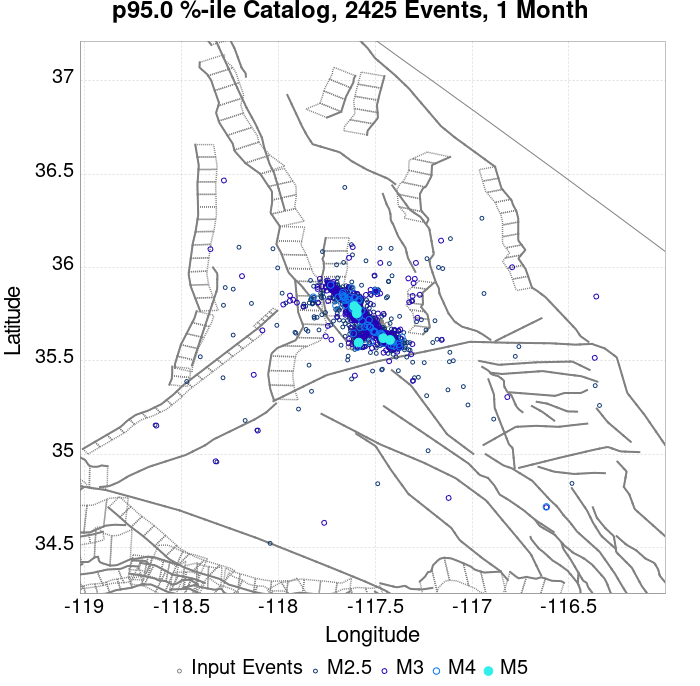 p95.0 %-ile Catalog, 2425 Events, 1 Month
37
36.5
36
35.5
35
34.5
Latitude
-119 -118.5 -118 -117.5 -117 -116.5
Longitude
Input Events M2.5 M3 M4 M5